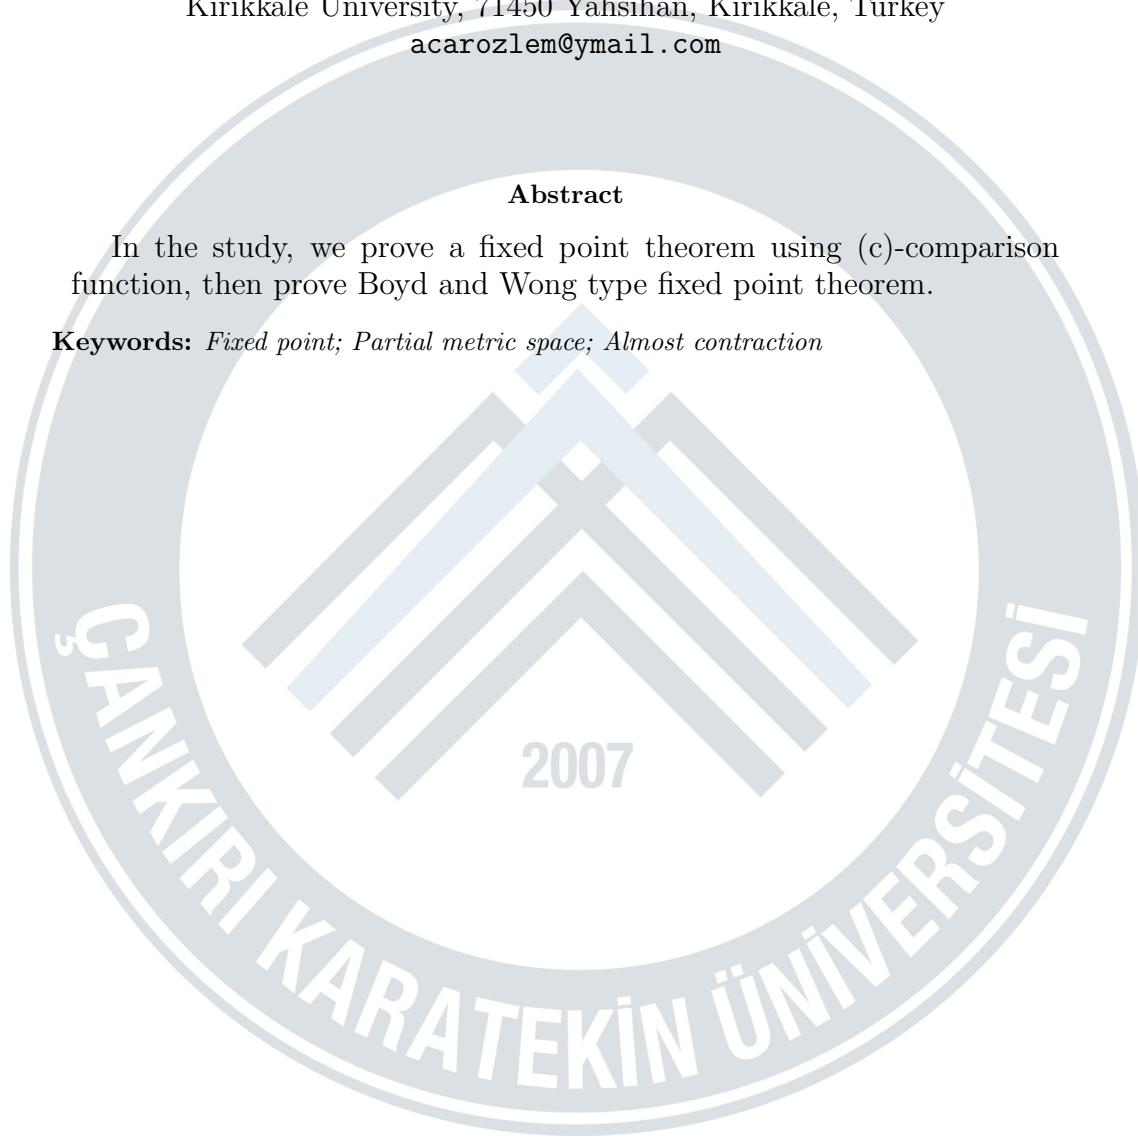 Kirikkale University, 71450 Yahsihan, Kirikkale, Turkey
acarozlem@ymail.com
Abstract
In the study, we prove a fixed point theorem using (c)-comparison
function, then prove Boyd and Wong type fixed point theorem.
Keywords: Fixed point; Partial metric space; Almost contraction
2007
ÇANKIRI KARATEKİN ÜNİVERSİTESİ